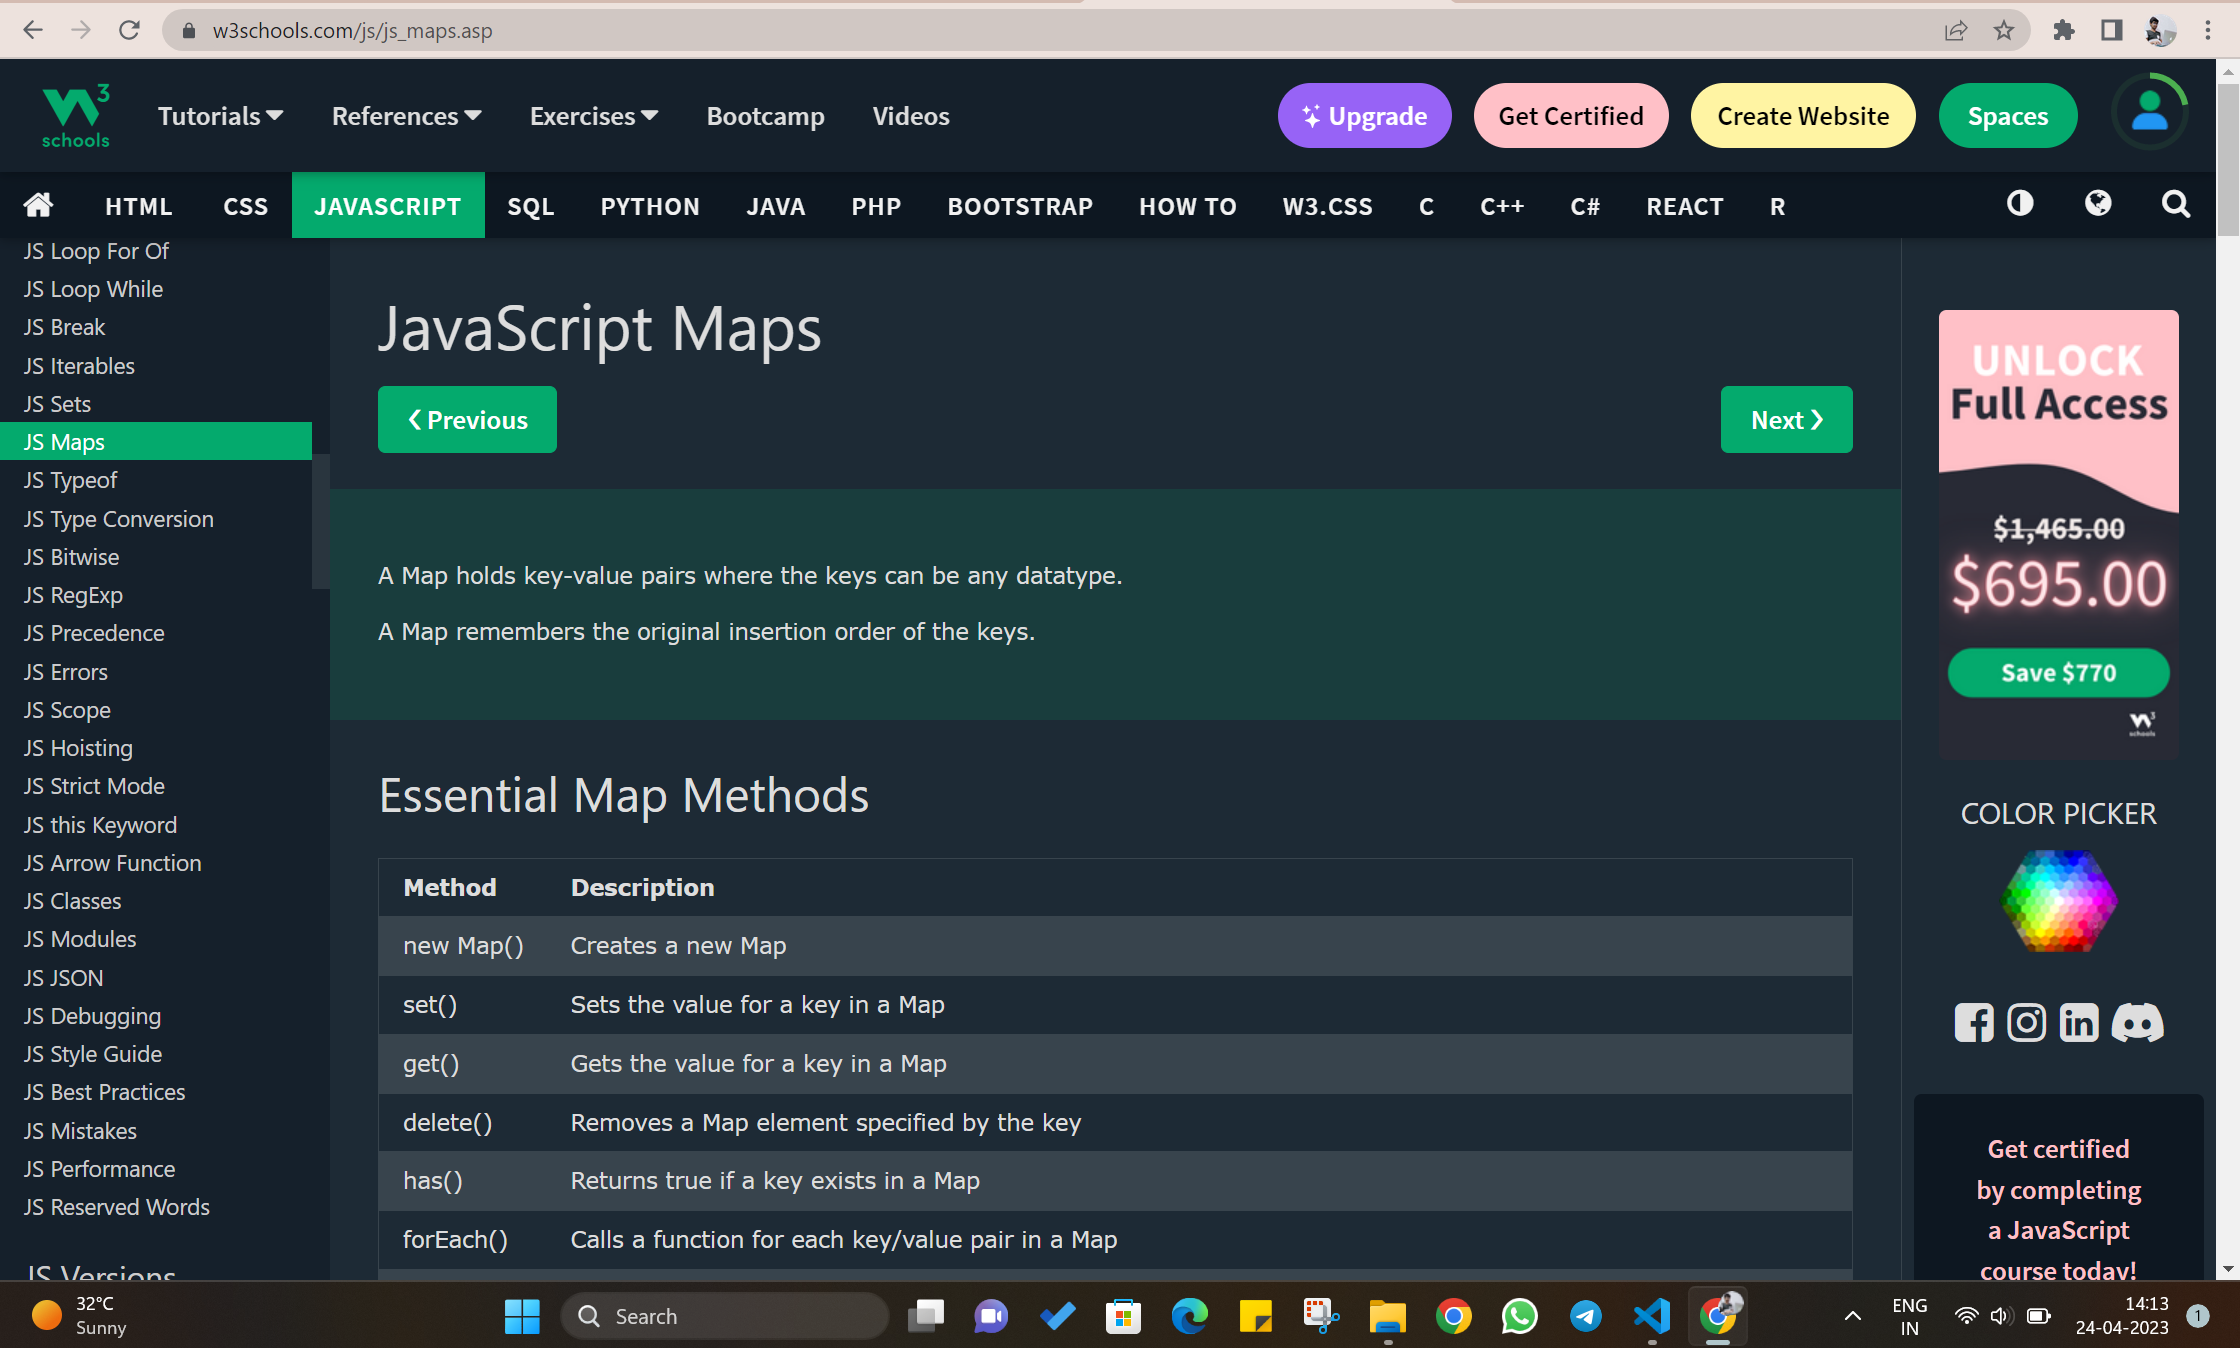 w3schools.com/js/js_maps.asp
3
schools
Tutorials
References
Exercises
Bootcamp
Videos
Upgrade
Get Certified
Create Website
Spaces
HTML
CSS
JAVASCRIPT
SQL
PYTHON
JAVA
PHP
BOOTSTRAP
HOW TO
W3.CSS
C
C++
C#
REACT
R
JS Loop For Of
JS Loop While
JS Break
JS Iterables
JS Sets
JS Maps
JS Typeof
JS Type Conversion
JS Bitwise
JS RegExp
JS Precedence
JS Errors
JS Scope
JS Hoisting
JS Strict Mode
JS this Keyword
JS Arrow Function
JS Classes
JS Modules
JS JSON
JS Debugging
JS Style Guide
JS Best Practices
JS Mistakes
JS Performance
JS Reserved Words
JS Versions
JavaScript Maps
❮ Previous
Next ❯
A Map holds key-value pairs where the keys can be any datatype.
A Map remembers the original insertion order of the keys.
Essential Map Methods
Method Description
new Map() Creates a new Map
set() Sets the value for a key in a Map
get() Gets the value for a key in a Map
delete() Removes a Map element specified by the key
has() Returns true if a key exists in a Map
forEach() Calls a function for each key/value pair in a Map
UNLOCK
Full Access
$1,465.00
$695.00
Save $770
3
schools
COLOR PICKER
in
Get certified
by completing
a JavaScript
course today!
32°C
Sunny
Search
ENG
IN
14:13
24-04-2023
1